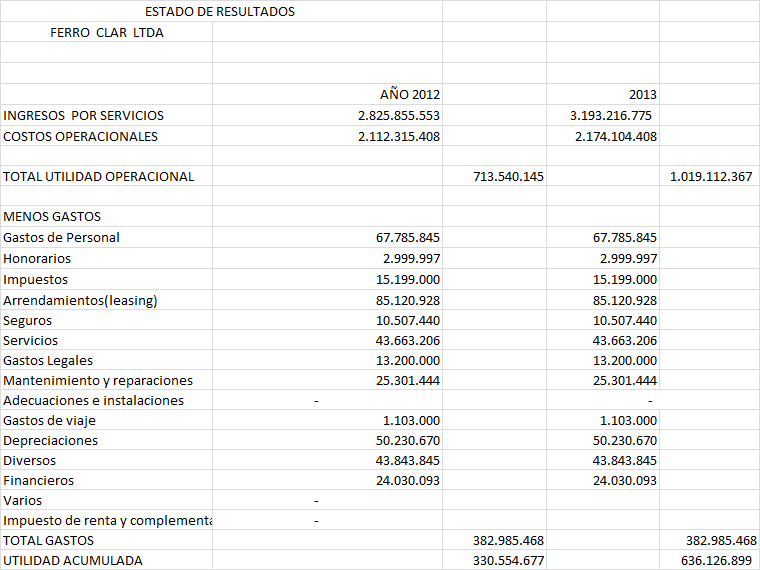 ESTADO DE RESULTADOS
FERRO CLAR LTDA
AÑO 2012 2013
INGRESOS POR SERVICIOS 2.825.855.553 3.193.216.775
COSTOS OPERACIONALES 2.112.315.408 2.174.104.408
TOTAL UTILIDAD OPERACIONAL 713.540.145 1.019.112.367
MENOS GASTOS
Gastos de Personal 67.785.845 67.785.845
Honorarios 2.999.997 2.999.997
Impuestos 15.199.000 15.199.000
Arrendamientos(leasing) 85.120.928 85.120.928
Seguros 10.507.440 10.507.440
Servicios 43.663.206 43.663.206
Gastos Legales 13.200.000 13.200.000
Mantenimiento y reparaciones 25.301.444 25.301.444
Adecuaciones e instalaciones - -
Gastos de viaje 1.103.000 1.103.000
Depreciaciones 50.230.670 50.230.670
Diversos 43.843.845 43.843.845
Financieros 24.030.093 24.030.093
Varios -
Impuesto de renta y complementa -
TOTAL GASTOS 382.985.468 382.985.468
UTILIDAD ACUMULADA 330.554.677 636.126.899